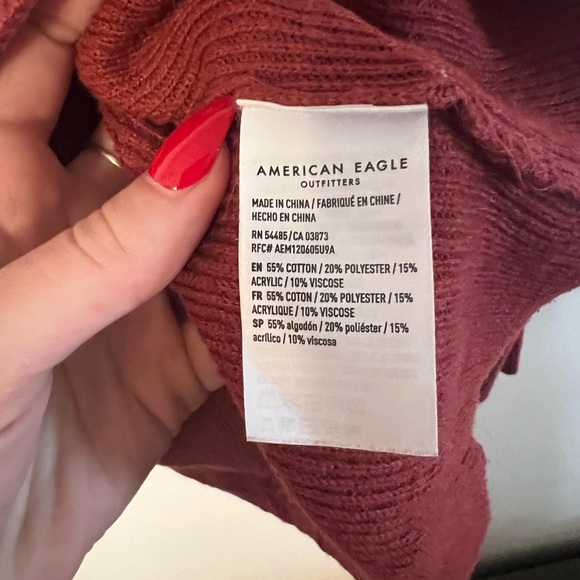 AMERICAN EAGLE
OUTFITTERS
MADE IN CHINA / FABRIQUÉ EN CHINE /
HECHO EN CHINA
RN 54485/CA 03873
RFC# AEM120605U9A
EN 55% COTTON / 20% POLYESTER / 15%
ACRYLIC / 10% VISCOSE
FR 55% COTON / 20% POLYESTER / 15%
ACRYLIQUE / 10% VISCOSE
SP 55% algodón / 20% poliéster / 15%
acrílico / 10% viscosa